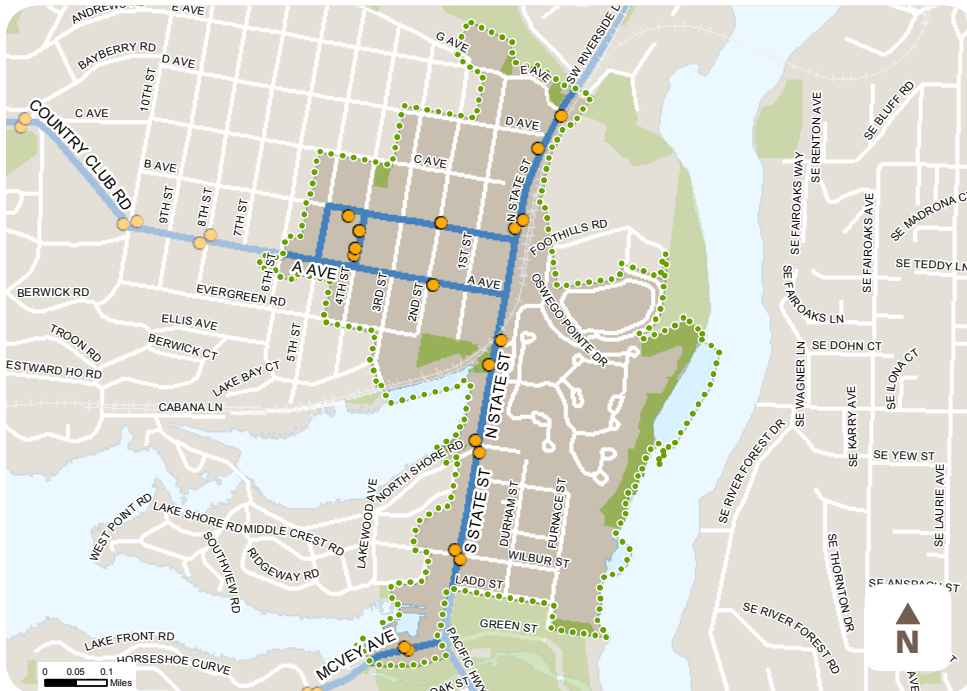 E AVE
BAYBERRY RD
D AVE
10TH ST
C AVE
COUNTRY CLUB RD
B AVE
9TH ST
8TH ST
7TH ST
6TH ST
A AVE
G AVE
E AVE
SW RIVERSIDE D
D AVE
C AVE
N STATE ST
FOOTHILLS RD
1ST ST
A AVE
4TH ST
3RD ST
2ND ST
OSWEGO POINTE DR
BERWICK RD
EVERGREEN RD
ELLIS AVE
BERWICK CT
TROON RD
5TH ST
LAKE BAY CT
ESTWARD HO RD
CABANA LN
N STATE ST
NORTH SHORE RD
S STATE ST
DURHAM ST
FURNACE ST
WILBUR ST
LADD ST
WEST POINT RD
LAKE SHORE RD
MIDDLE CREST RD
LAKEWOOD AVE
SOUTHVIEW RD
RIDGEWAY RD
GREEN ST
LAKE FRONT RD
MCVEY AVE
HORSESHOE CURVE
PACIFIC HWY
OAK ST
SE RENTON AVE
SE BLUFF RD
SE FAIROAKS WAY
SE FAIROAKS AVE
SE MADRONA C
SE TEDDY LN
SE FAIROAKS LN
SE DOHN CT
SE WAGNER LN
SE ILONA CT
SE KARRY AVE
SE YEW ST
SE RIVER FOREST DR
SE LAURIE AVE
SE THORNTON DR
SE ANSPACH ST
SE RIVER FOREST RD
AVE
N
0 0.05 0.1
Miles